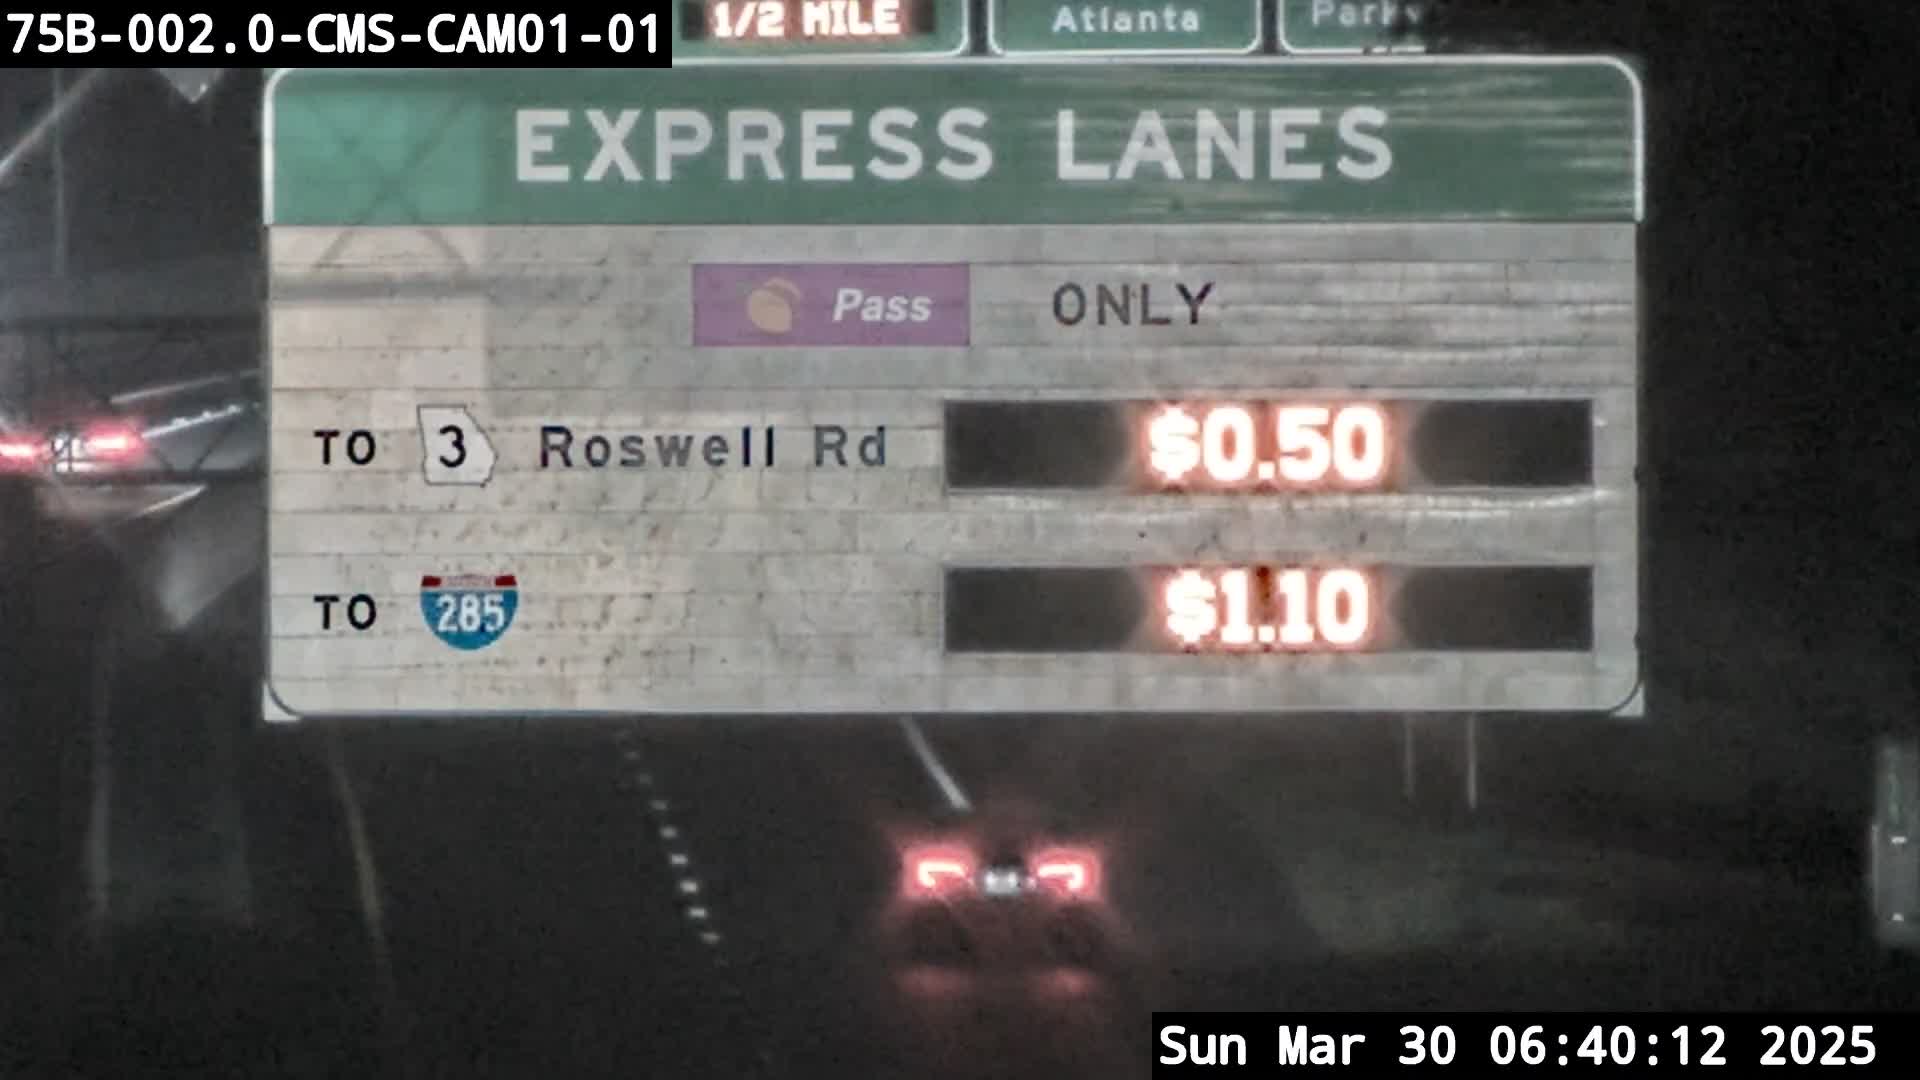 75B-002.0-CMS-CAM01-01
1/2 MILE
Atlanta
EXPRESS LANES
Pass ONLY
TO 3 Roswell Rd $0.50
TO 285 $1.10
Sun Mar 30 06:40:12 2025